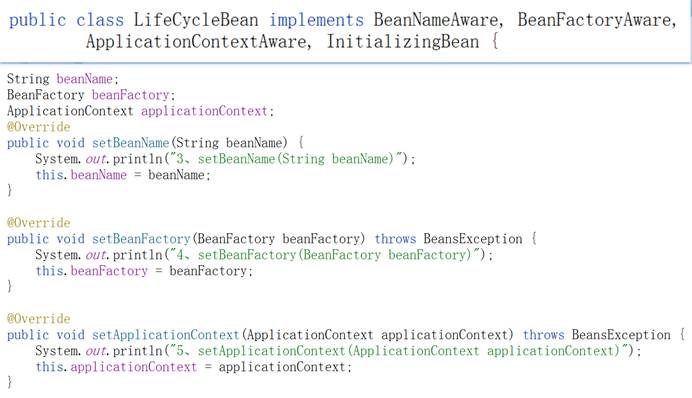 public class LifeCycleBean implements BeanNameAware, BeanFactoryAware,
ApplicationContextAware, InitializingBean {
String beanName;
BeanFactory beanFactory;
ApplicationContext applicationContext;
@Override
public void setBeanName(String beanName) {
System.out.println("3、setBeanName(String beanName)");
this.beanName = beanName;
}
@Override
public void setBeanFactory(BeanFactory beanFactory) throws BeansException {
System.out.println("4、setBeanFactory(BeanFactory beanFactory)");
this.beanFactory = beanFactory;
}
@Override
public void setApplicationContext(ApplicationContext applicationContext) throws BeansException {
System.out.println("5、setApplicationContext(ApplicationContext applicationContext)");
this.applicationContext = applicationContext;
}